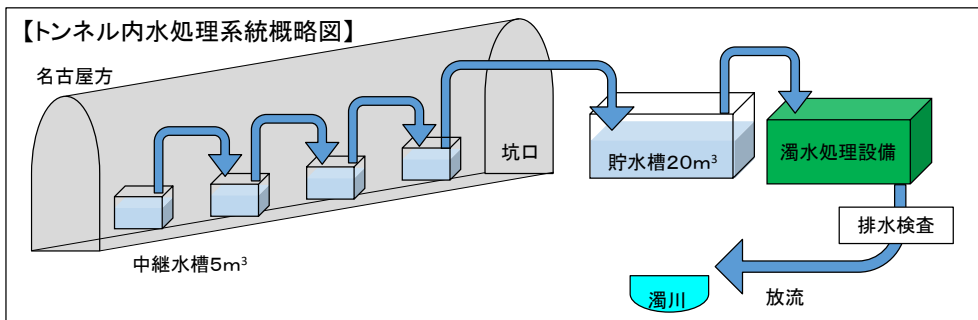 【トンネル内水処理系統概略図】
名古屋方
坑口
中継水槽5m³
貯水槽20m³
濁水処理設備
排水検査
放流
濁川